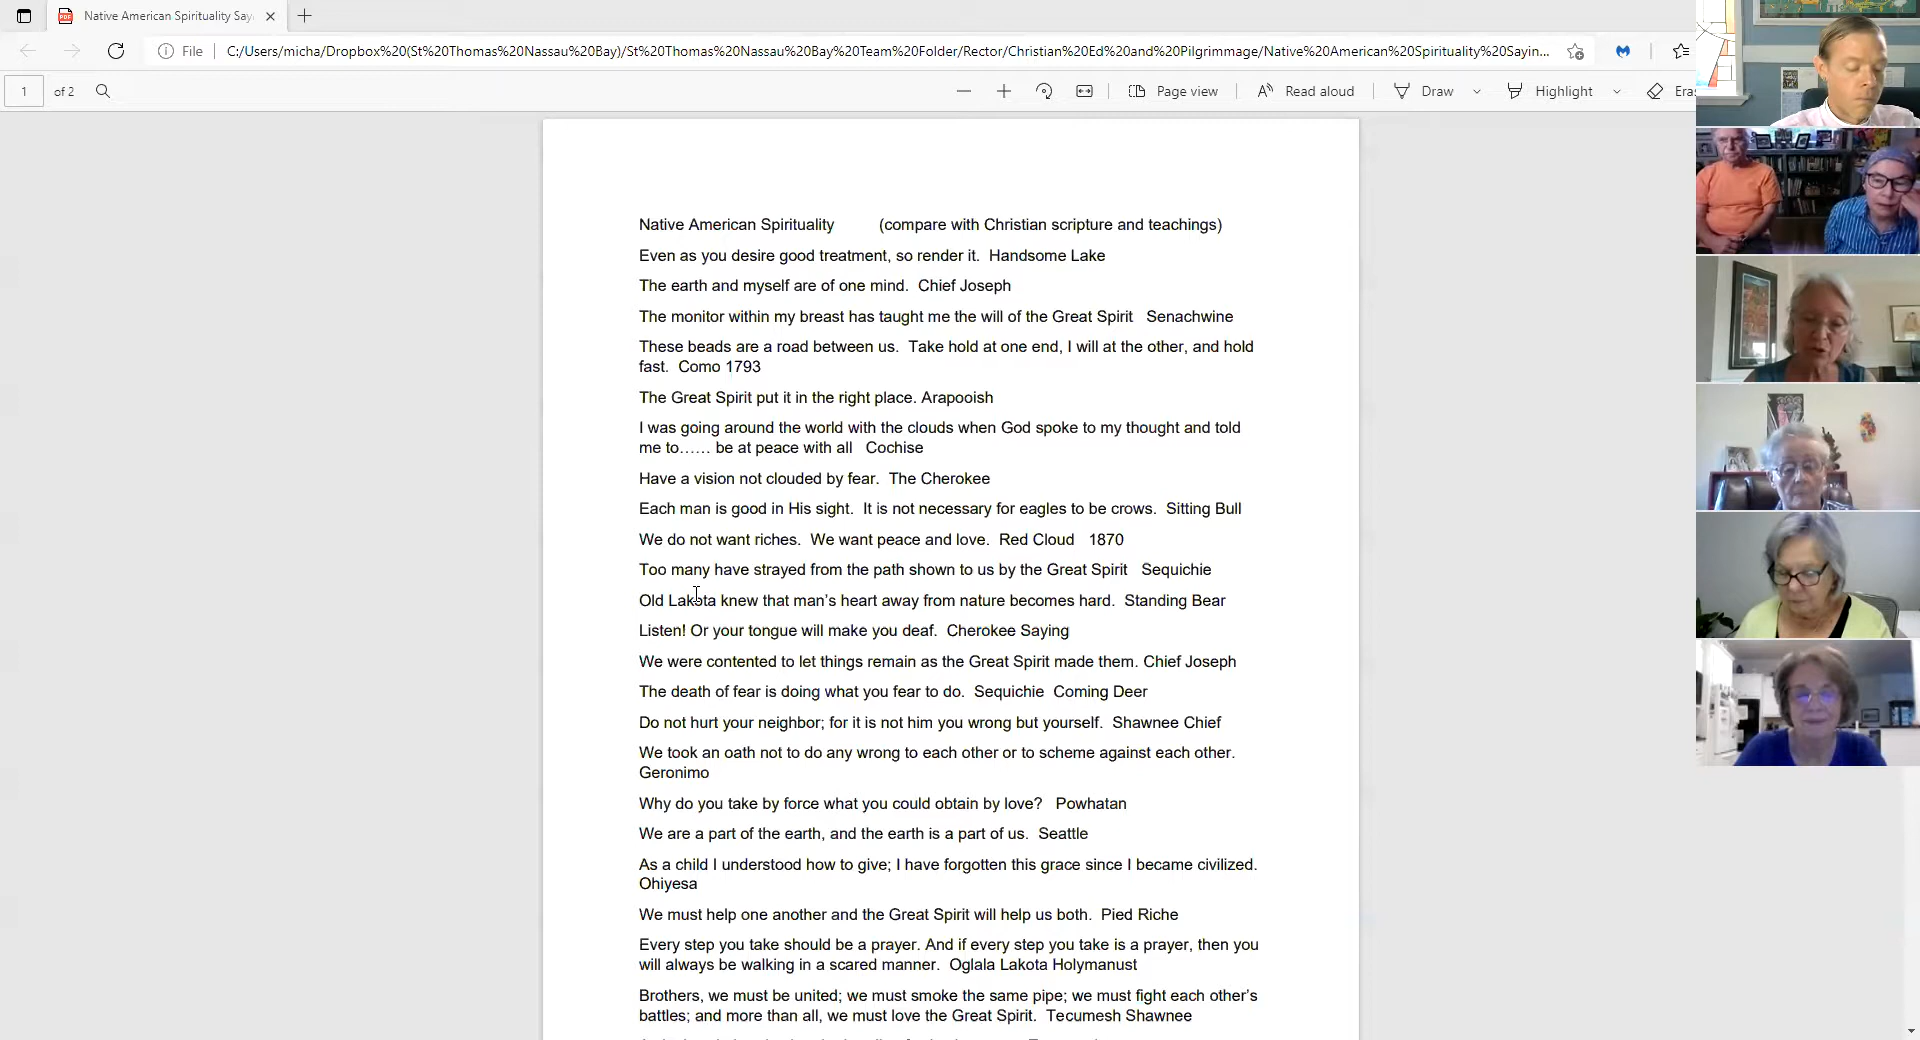 Native American Spirituality Say
File
C:/Users/micha/Dropbox%20(St%20Thomas%20Nassau%20Bay)/St%20Thomas%20Nassau%20Bay%20Team%20Folder/Rector/Christian%20Ed%20and%20Pilgrimmage/Native%20American%20Spirituality%20Sayin...
1 of 2
Page view
Read aloud
Draw
Highlight
Eras
Native American Spirituality (compare with Christian scripture and teachings)
Even as you desire good treatment, so render it. Handsome Lake
The earth and myself are of one mind. Chief Joseph
The monitor within my breast has taught me the will of the Great Spirit Senachwine
These beads are a road between us. Take hold at one end, I will at the other, and hold
fast. Como 1793
The Great Spirit put it in the right place. Arapooish
I was going around the world with the clouds when God spoke to my thought and told
me to…… be at peace with all Cochise
Have a vision not clouded by fear. The Cherokee
Each man is good in His sight. It is not necessary for eagles to be crows. Sitting Bull
We do not want riches. We want peace and love. Red Cloud 1870
Too many have strayed from the path shown to us by the Great Spirit Sequichie
Old Lakota knew that man's heart away from nature becomes hard. Standing Bear
Listen! Or your tongue will make you deaf. Cherokee Saying
We were contented to let things remain as the Great Spirit made them. Chief Joseph
The death of fear is doing what you fear to do. Sequichie Coming Deer
Do not hurt your neighbor; for it is not him you wrong but yourself. Shawnee Chief
We took an oath not to do any wrong to each other or to scheme against each other.
Geronimo
Why do you take by force what you could obtain by love? Powhatan
We are a part of the earth, and the earth is a part of us. Seattle
As a child I understood how to give; I have forgotten this grace since I became civilized.
Ohiyesa
We must help one another and the Great Spirit will help us both. Pied Riche
Every step you take should be a prayer. And if every step you take is a prayer, then you
will always be walking in a scared manner. Oglala Lakota Holymanust
Brothers, we must be united; we must smoke the same pipe; we must fight each other's
battles; and more than all, we must love the Great Spirit. Tecumesh Shawnee